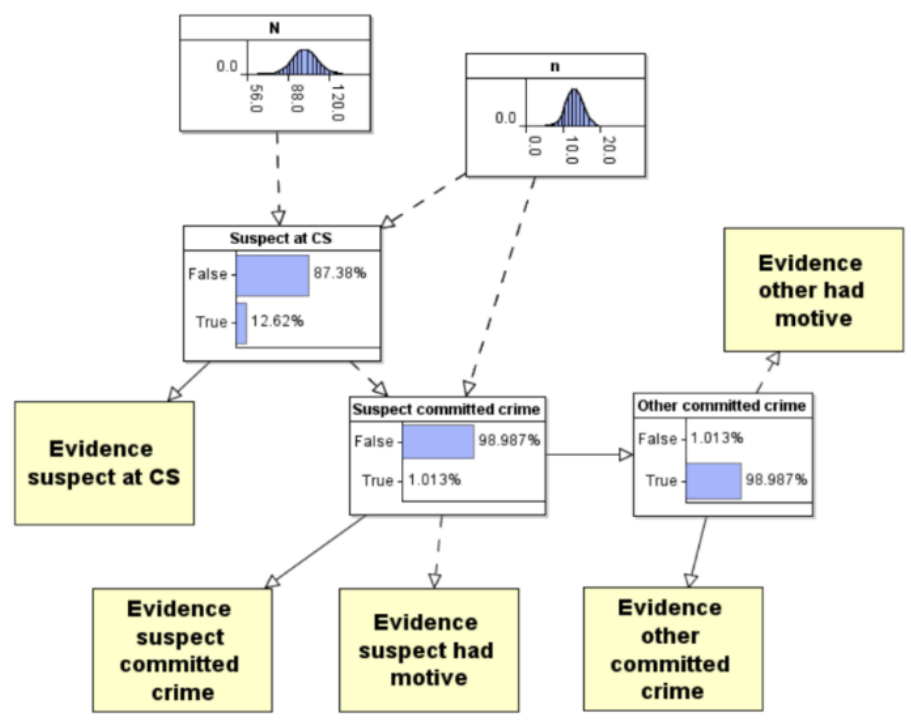 N
0.0
56.0
88.0
120.0
n
0.0
0.0
10.0
20.0
Suspect at CS
False
87.38%
True
12.62%
Evidence
other had
motive
Evidence
suspect at CS
Suspect committed crime
False
98.987%
True
1.013%
Other committed crime
False
1.013%
True
98.987%
Evidence
suspect
committed
crime
Evidence
suspect had
motive
Evidence
other
committed
crime